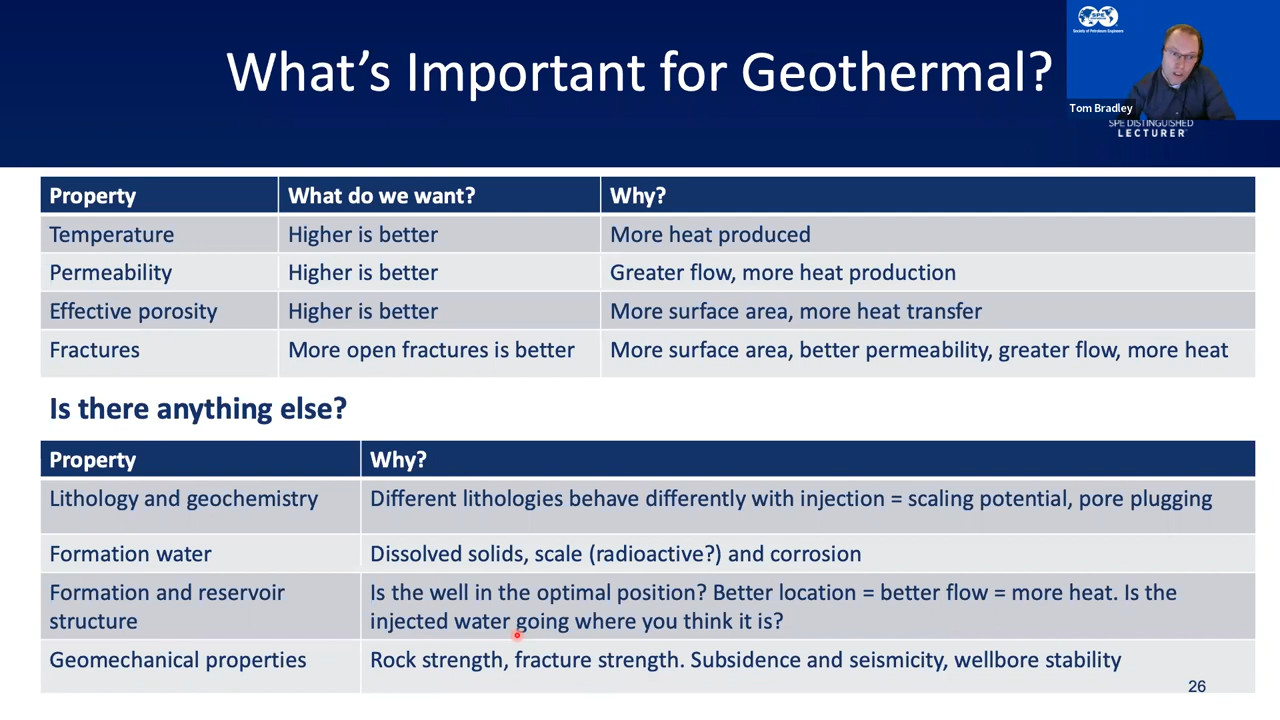 What's Important for Geothermal?
SPE
Society of Petroleum Engineers
Tom Bradley
SPE DISTINGUISHED
LECTURER
Property What do we want? Why?
Temperature Higher is better More heat produced
Permeability Higher is better Greater flow, more heat production
Effective porosity Higher is better More surface area, more heat transfer
Fractures More open fractures is better More surface area, better permeability, greater flow, more heat
Is there anything else?
Property Why?
Lithology and geochemistry Different lithologies behave differently with injection = scaling potential, pore plugging
Formation water Dissolved solids, scale (radioactive?) and corrosion
Formation and reservoir Is the well in the optimal position? Better location = better flow = more heat. Is the
structure injected water going where you think it is?
Geomechanical properties Rock strength, fracture strength. Subsidence and seismicity, wellbore stability
26